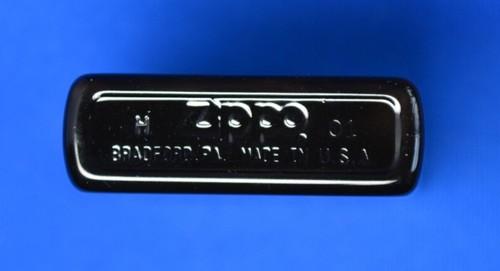 H ZIPPO 01
BRADFORD, PA. MADE IN U.S.A